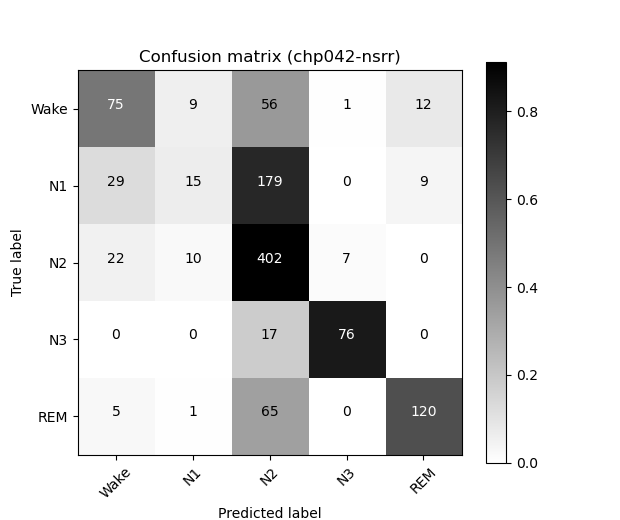 Confusion matrix (chp042-nsrr)
Wake 75 9 56 1 12
N1 29 15 179 0 9
N2 22 10 402 7 0
N3 0 0 17 76 0
REM 5 1 65 0 120
Wake N1 N2 N3 REM
Predicted label
True label
0.8
0.6
0.4
0.2
0.0